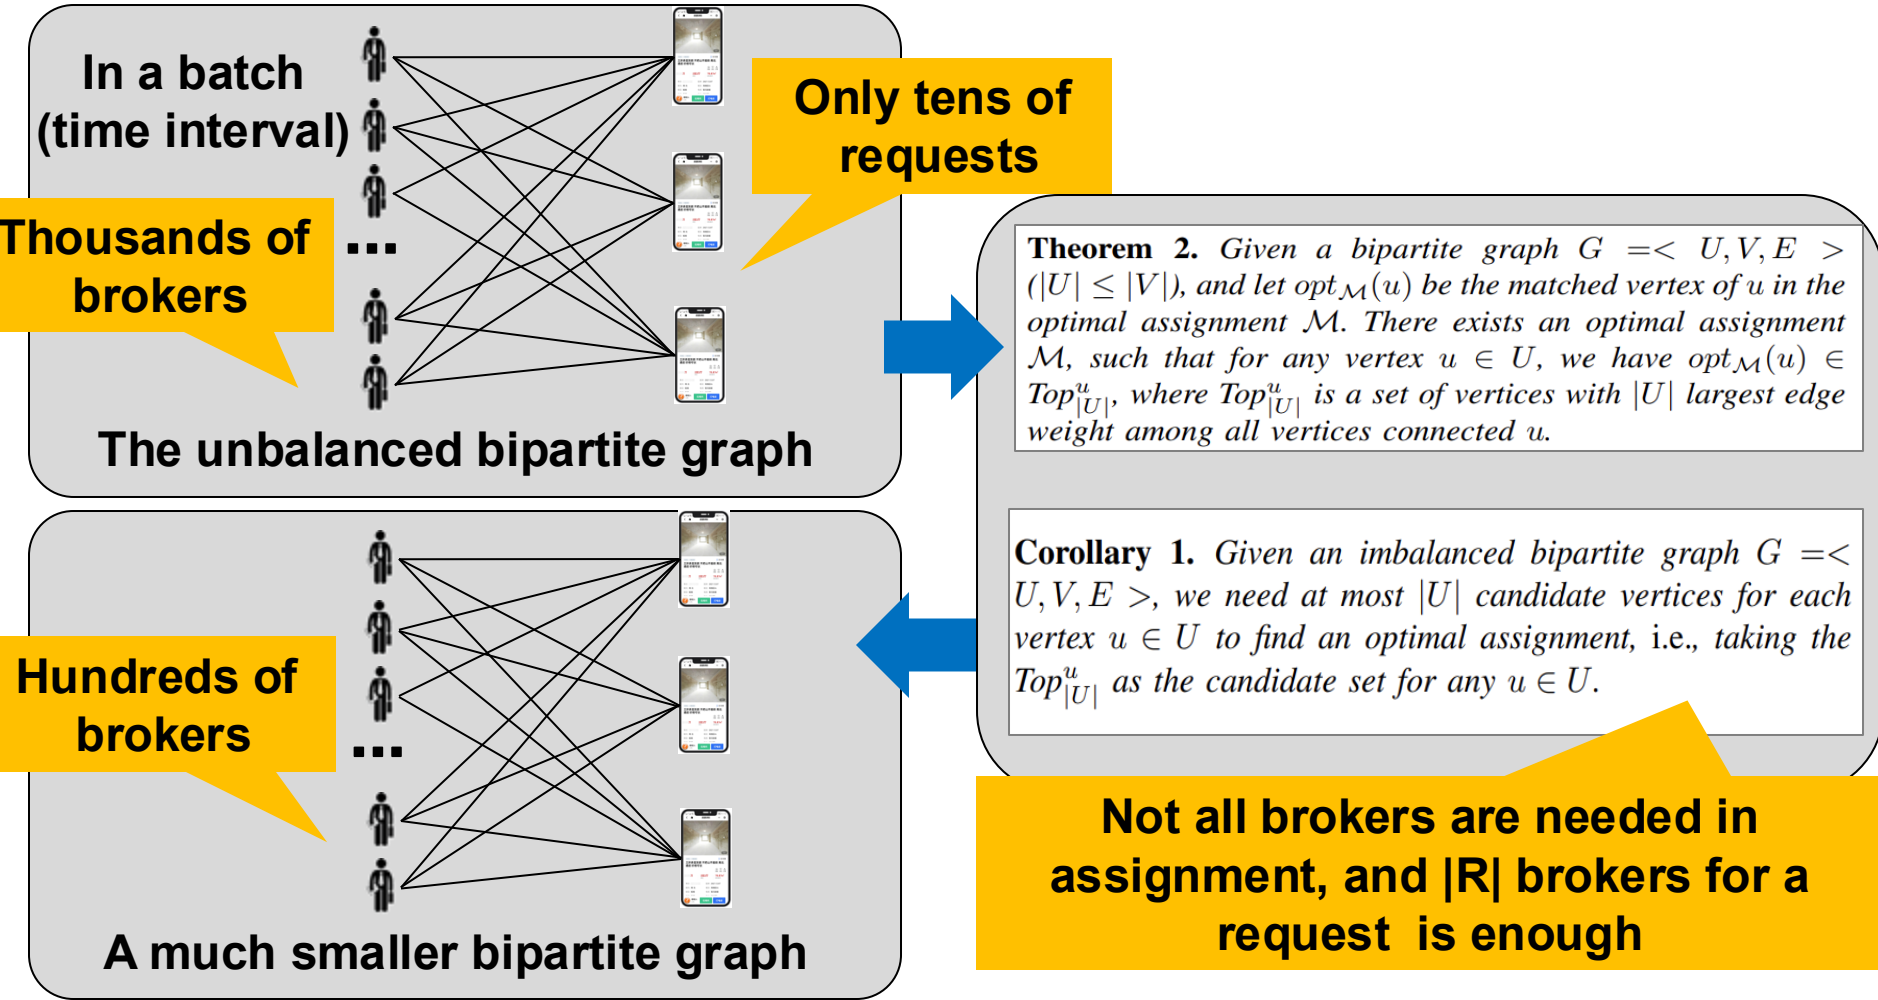 In a batch
(time interval)
Only tens of
requests
Thousands of
brokers
...
The unbalanced bipartite graph
Theorem 2. Given a bipartite graph G =< U, V, E >
(|U| ≤ |V|), and let opt_M(u) be the matched vertex of u in the
optimal assignment M. There exists an optimal assignment
M, such that for any vertex u ∈ U, we have opt_M(u) ∈
Top^u_|U|, where Top^u_|U| is a set of vertices with |U| largest edge
weight among all vertices connected u.
Corollary 1. Given an imbalanced bipartite graph G =<
U, V, E >, we need at most |U| candidate vertices for each
vertex u ∈ U to find an optimal assignment, i.e., taking the
Top^u_|U| as the candidate set for any u ∈ U.
Not all brokers are needed in
assignment, and |R| brokers for a
request is enough
Hundreds of
brokers
...
A much smaller bipartite graph